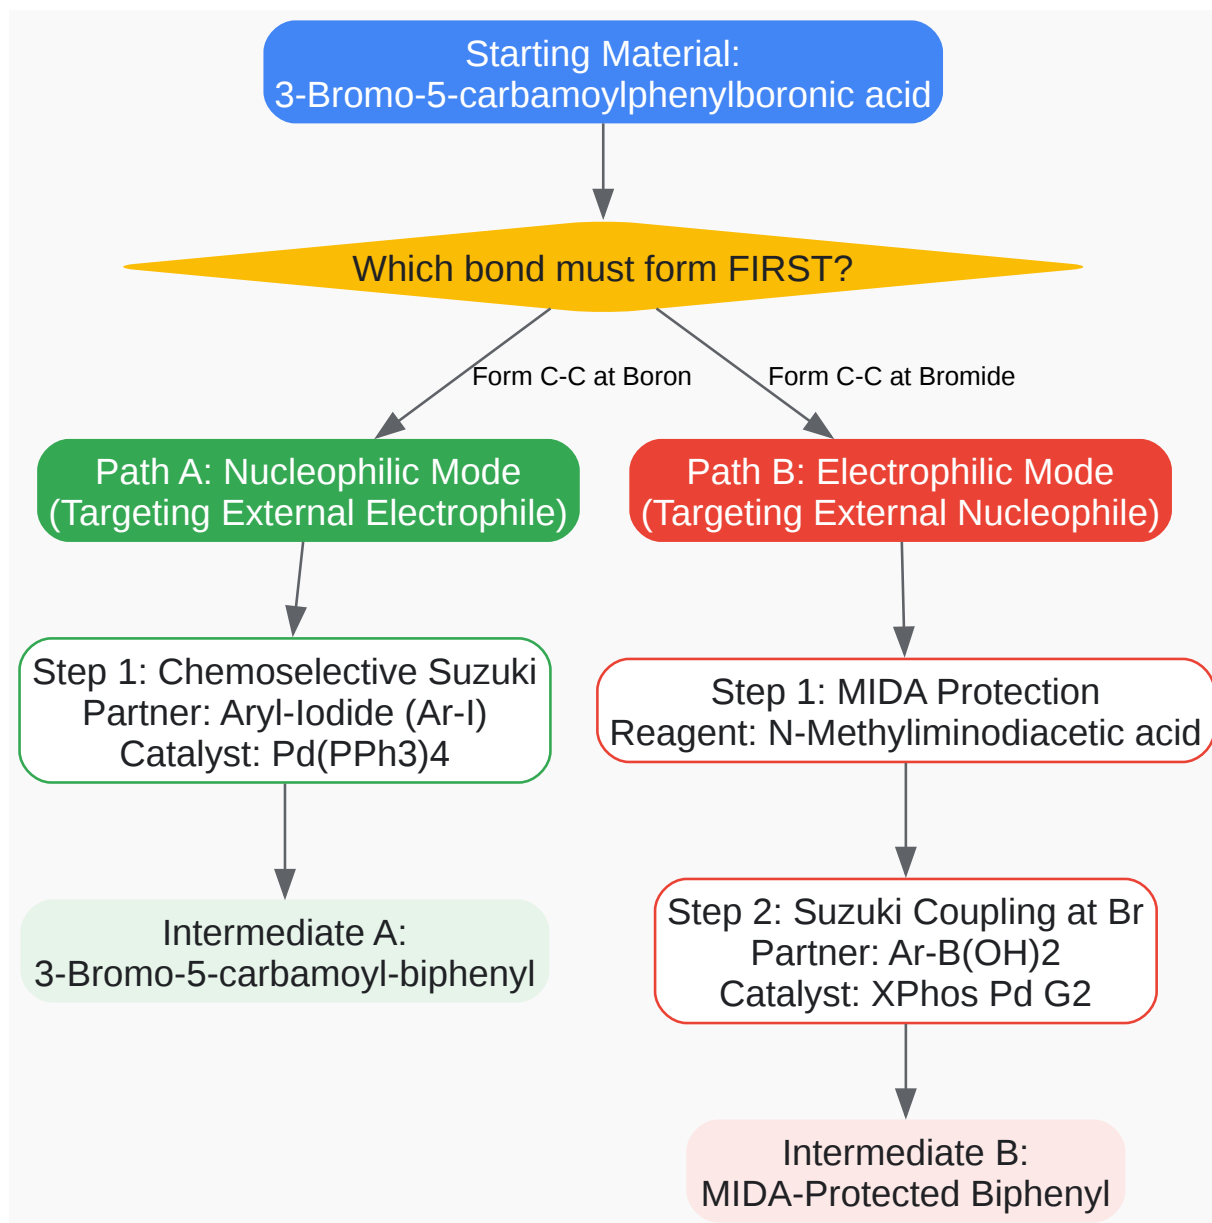 Starting Material:
3-Bromo-5-carbamoylphenylboronic acid
Which bond must form FIRST?
Form C-C at Boron
Form C-C at Bromide
Path A: Nucleophilic Mode
(Targeting External Electrophile)
Path B: Electrophilic Mode
(Targeting External Nucleophile)
Step 1: Chemoselective Suzuki
Partner: Aryl-Iodide (Ar-I)
Catalyst: Pd(PPh3)4
Step 1: MIDA Protection
Reagent: N-Methyliminodiacetic acid
Intermediate A:
3-Bromo-5-carbamoyl-biphenyl
Step 2: Suzuki Coupling at Br
Partner: Ar-B(OH)2
Catalyst: XPhos Pd G2
Intermediate B:
MIDA-Protected Biphenyl